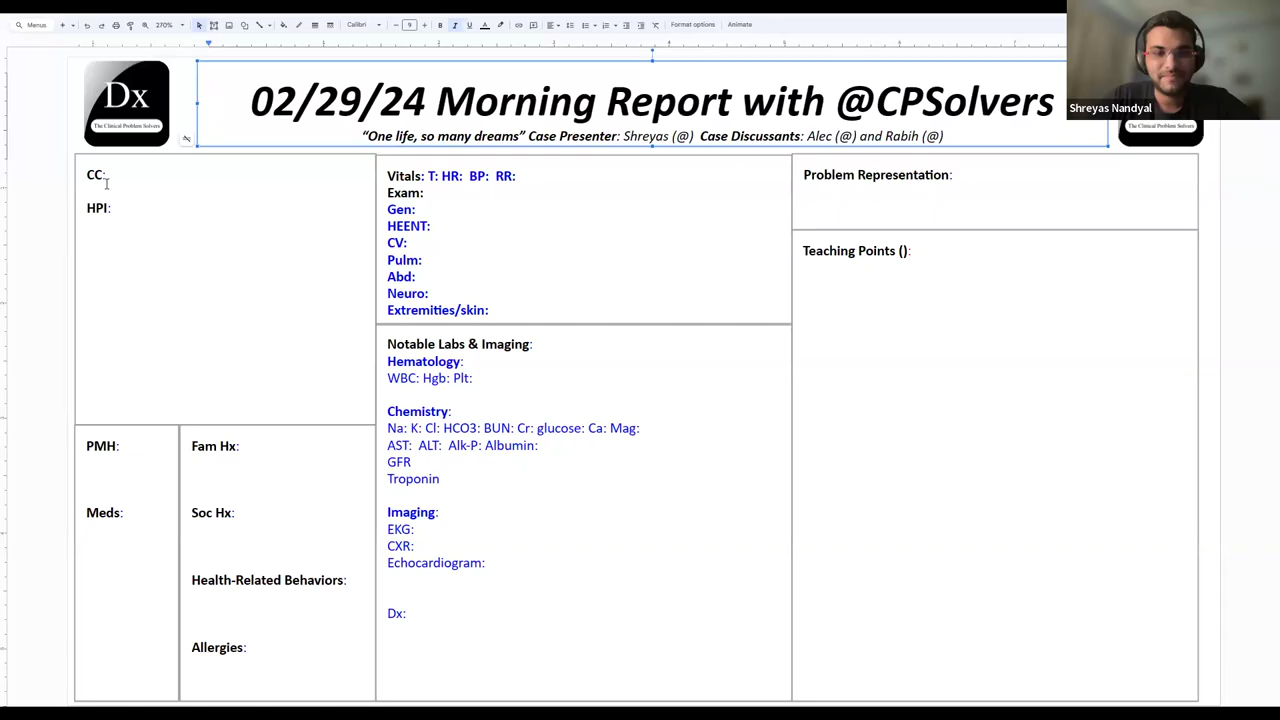 Menus
270%
Calibri
9
B
I
U
A
Format options
Animate
Shreyas Nandyal
Dx
The Clinical Problem Solvers
02/29/24 Morning Report with @CPSolvers
“One life, so many dreams” Case Presenter: Shreyas (@) Case Discussants: Alec (@) and Rabih (@)
The Clinical Problem Solvers
CC:
HPI:
PMH:
Meds:
Fam Hx:
Soc Hx:
Health-Related Behaviors:
Allergies:
Vitals: T: HR: BP: RR:
Exam:
Gen:
HEENT:
CV:
Pulm:
Abd:
Neuro:
Extremities/skin:
Notable Labs & Imaging:
Hematology:
WBC: Hgb: Plt:
Chemistry:
Na: K: Cl: HCO3: BUN: Cr: glucose: Ca: Mag:
AST: ALT: Alk-P: Albumin:
GFR
Troponin
Imaging:
EKG:
CXR:
Echocardiogram:
Dx:
Problem Representation:
Teaching Points ():